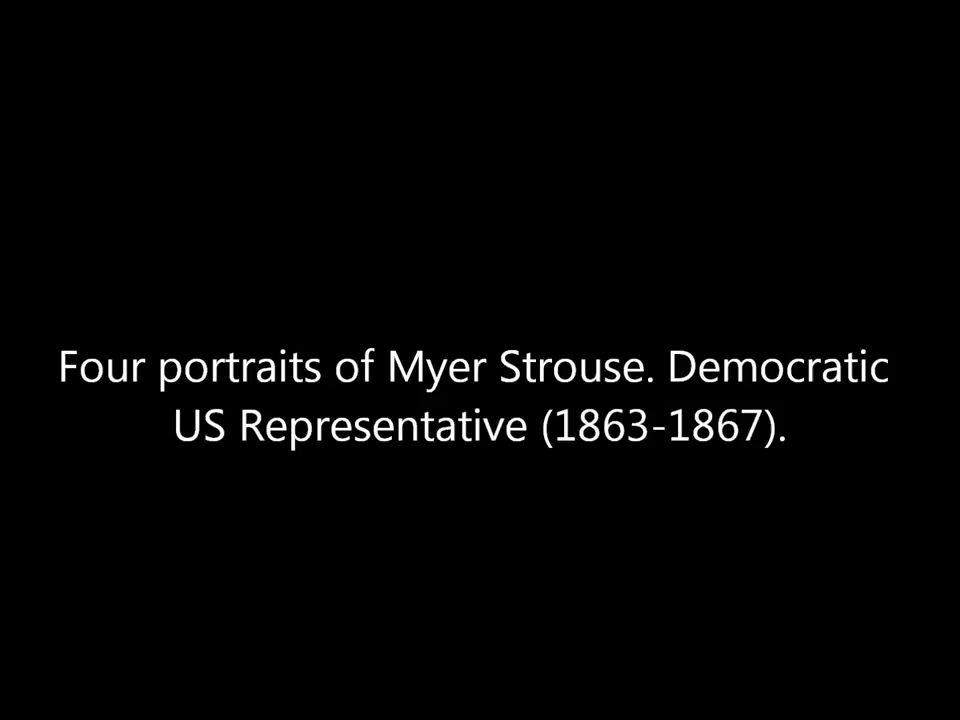 Four portraits of Myer Strouse. Democratic
US Representative (1863-1867).